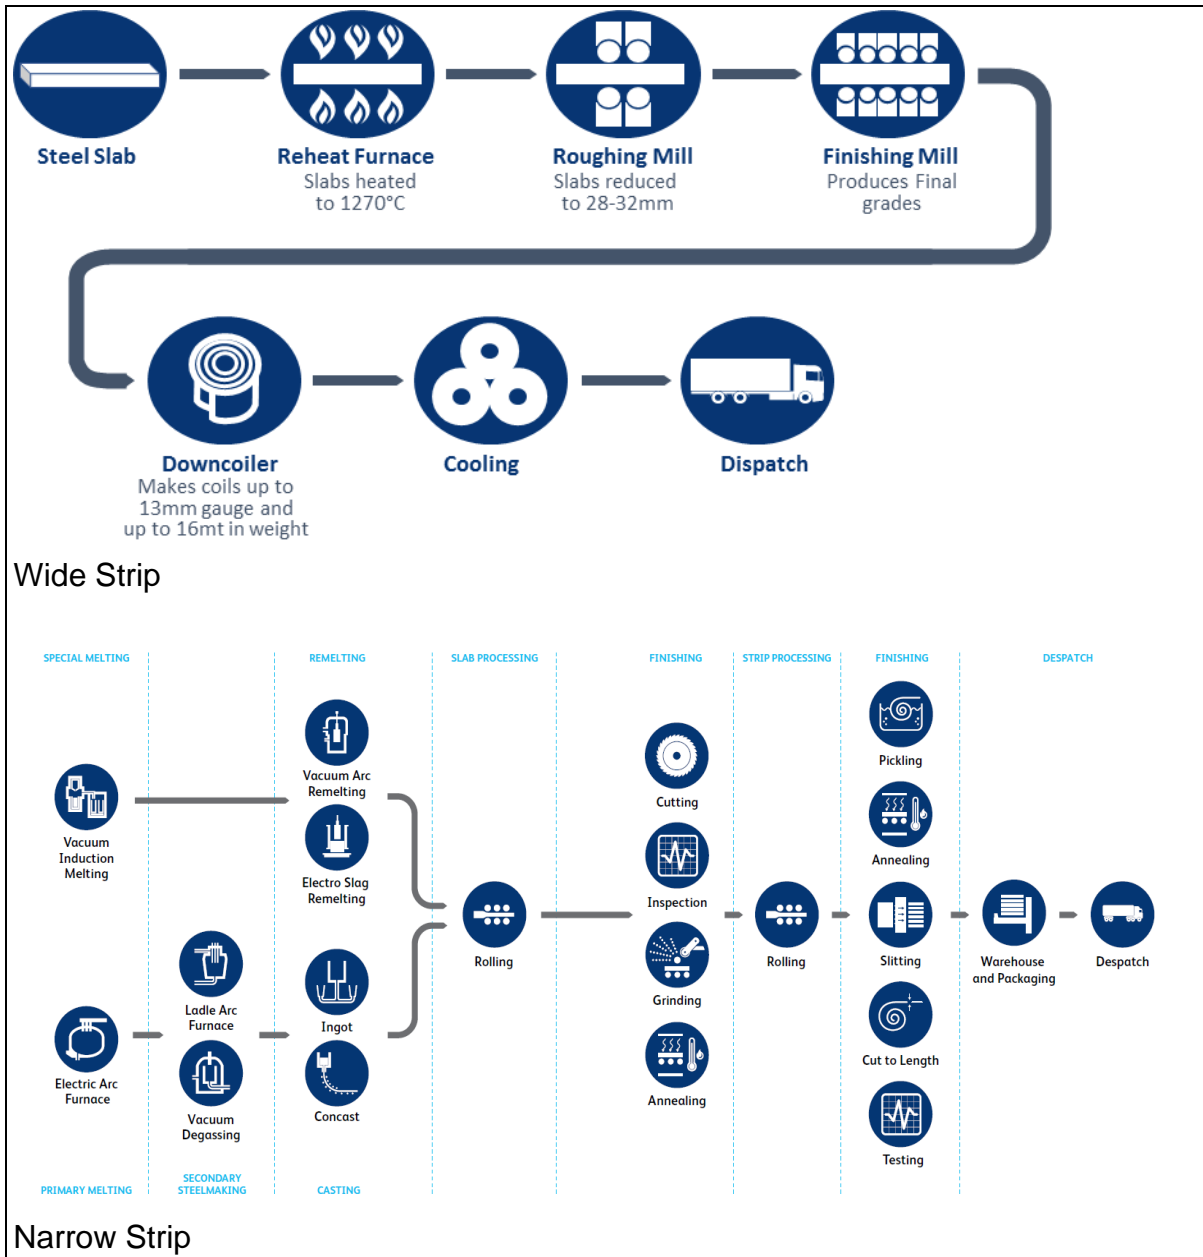 Steel Slab
Reheat Furnace
Slabs heated
to 1270°C
Roughing Mill
Slabs reduced
to 28-32mm
Finishing Mill
Produces Final
grades
Downcoiler
Makes coils up to
13mm gauge and
up to 16mt in weight
Cooling
Dispatch
Wide Strip
SPECIAL MELTING
REMELTING
SLAB PROCESSING
FINISHING
STRIP PROCESSING
FINISHING
DESPATCH
Vacuum
Induction
Melting
Electric Arc
Furnace
Ladle Arc
Furnace
Vacuum
Degassing
Vacuum Arc
Remelting
Electro Slag
Remelting
Ingot
Concast
Rolling
Cutting
Inspection
Grinding
Annealing
Rolling
Pickling
Annealing
Slitting
Cut to Length
Testing
Warehouse
and Packaging
Despatch
PRIMARY MELTING
SECONDARY
STEELMAKING
CASTING
Narrow Strip